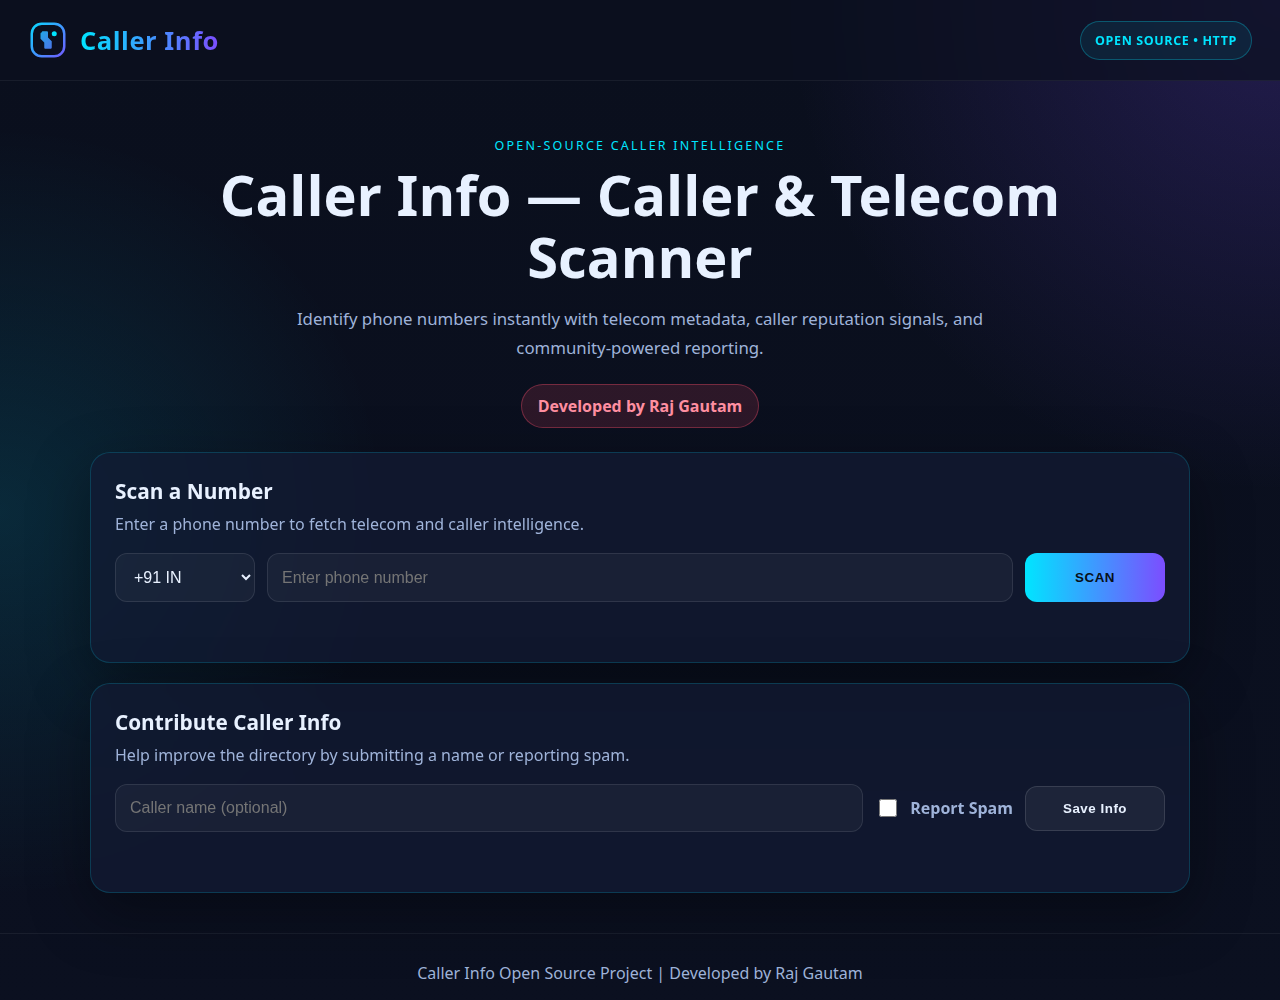 Caller Info
OPEN SOURCE • HTTP
OPEN-SOURCE CALLER INTELLIGENCE
Caller Info — Caller & Telecom
Scanner
Identify phone numbers instantly with telecom metadata, caller reputation signals, and
community-powered reporting.
Developed by Raj Gautam
Scan a Number
Enter a phone number to fetch telecom and caller intelligence.
+91 IN
Enter phone number
SCAN
Contribute Caller Info
Help improve the directory by submitting a name or reporting spam.
Caller name (optional)
Report Spam
Save Info
Caller Info Open Source Project | Developed by Raj Gautam